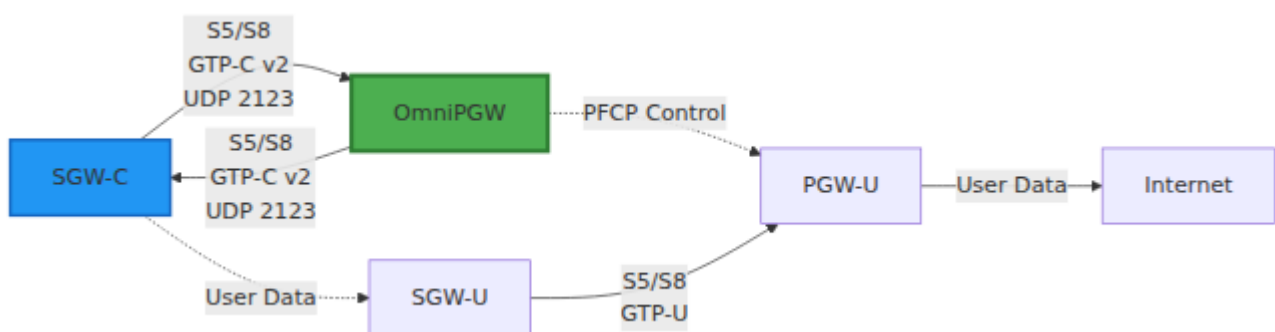 S5/S8
GTP-C v2
UDP 2123
OmniPGW
PFCP Control
S5/S8
GTP-C v2
UDP 2123
SGW-C
PGW-U
User Data
Internet
User Data
SGW-U
S5/S8
GTP-U